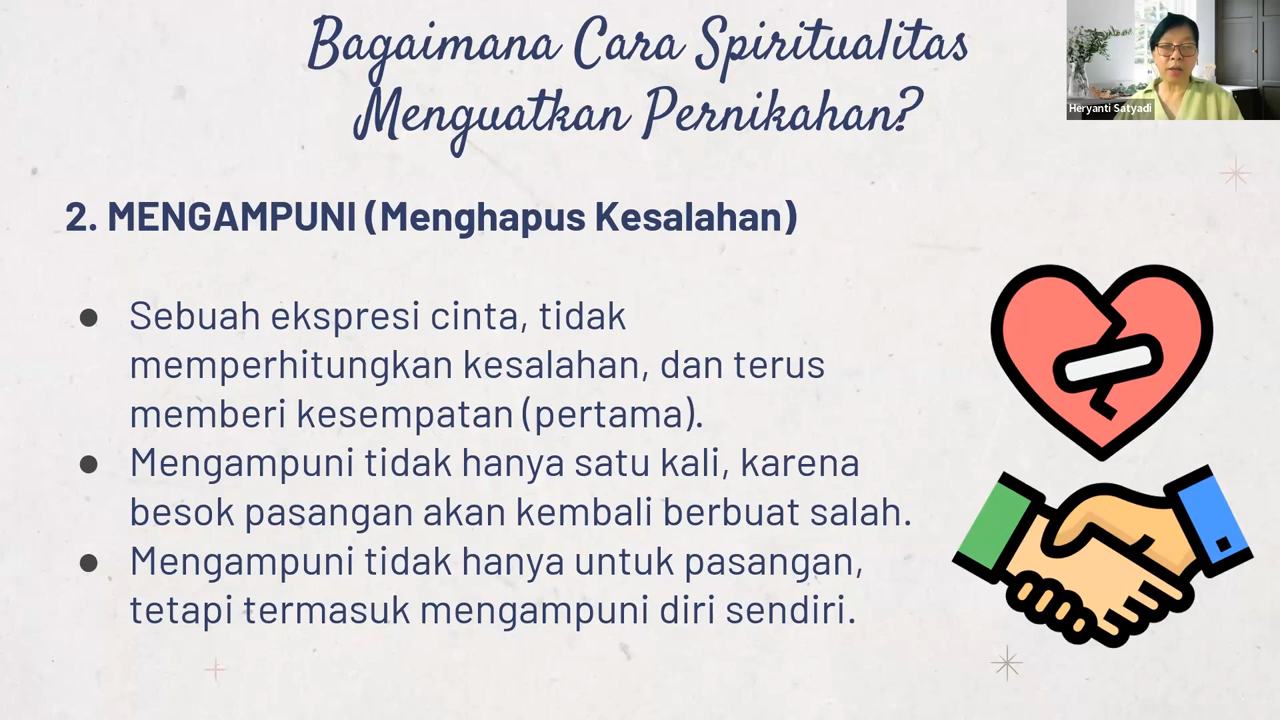 Bagaimana Cara Spiritualitas
Menguatkan Pernikahan?
Heryanti Satyadi
2. MENGAMPUNI (Menghapus Kesalahan)
● Sebuah ekspresi cinta, tidak
memperhitungkan kesalahan, dan terus
memberi kesempatan (pertama).
● Mengampuni tidak hanya satu kali, karena
besok pasangan akan kembali berbuat salah.
● Mengampuni tidak hanya untuk pasangan,
tetapi termasuk mengampuni diri sendiri.